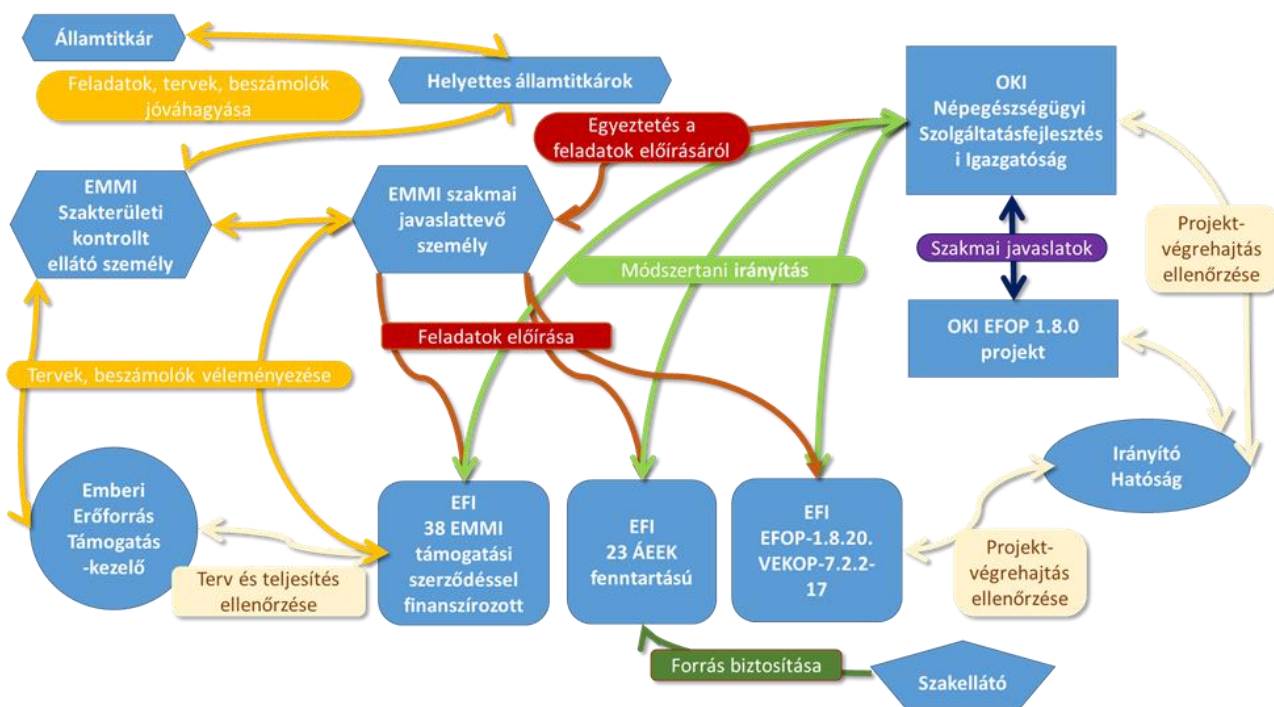 Államtitkár
Feladatok, tervek, beszámolók
jóváhagyása
Helyettes államtitkárok
OKI
Népegészségügyi
Szolgáltatásfejlesztés
i Igazgatóság
Egyeztetés a
feladatok előírásáról
EMMI
Szakterületi
kontrollt
ellátó személy
EMMI szakmai
javaslattevő
személy
Projekt-
végrehajtás
ellenőrzése
Szakmai javaslatok
Módszertani irányítás
OKI EFOP 1.8.0
projekt
Feladatok előírása
Tervek, beszámolók véleményezése
Irányító
Hatóság
Emberi
Erőforrás
Támogatás
-kezelő
EFI
38 EMMI
támogatási
szerződéssel
finanszírozott
EFI
23 ÁEEK
fenntartású
EFI
EFOP-1.8.20.
VEKOP-7.2.2-
17
Terv és teljesítés
ellenőrzése
Projekt-
végrehajtás
ellenőrzése
Forrás biztosítása
Szakellátó